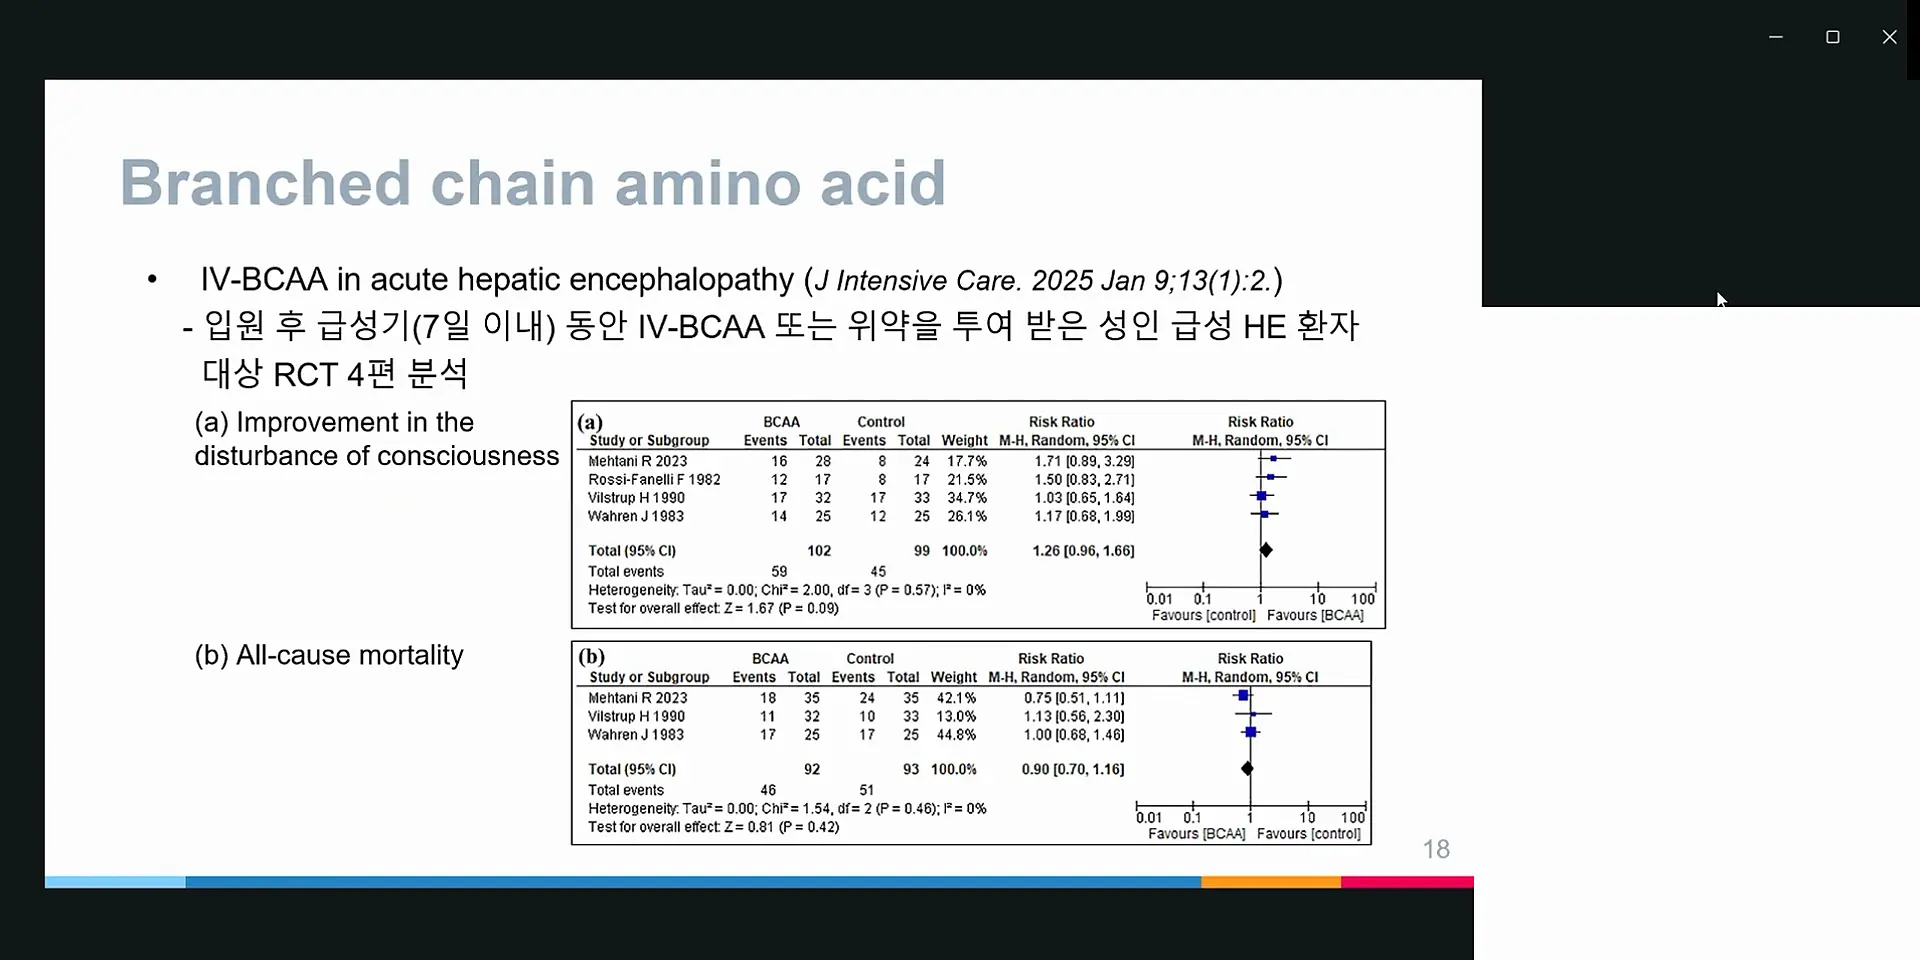 Branched chain amino acid
• IV-BCAA in acute hepatic encephalopathy (J Intensive Care. 2025 Jan 9;13(1):2.)
- 입원 후 급성기(7일 이내) 동안 IV-BCAA 또는 위약을 투여 받은 성인 급성 HE 환자
대상 RCT 4편 분석
(a) Improvement in the
disturbance of consciousness
(a) BCAA Control Risk Ratio Risk Ratio
Study or Subgroup Events Total Events Total Weight M-H, Random, 95% CI M-H, Random, 95% CI
Mehtani R 2023 16 28 8 24 17.7% 1.71 [0.89, 3.29]
Rossi-Fanelli F 1982 12 17 8 17 21.5% 1.50 [0.83, 2.71]
Vilstrup H 1990 17 32 17 33 34.7% 1.03 [0.65, 1.64]
Wahren J 1983 14 25 12 25 26.1% 1.17 [0.68, 1.99]
Total (95% CI) 102 99 100.0% 1.26 [0.96, 1.66]
Total events 59 45
Heterogeneity: Tau² = 0.00; Chi² = 2.00, df = 3 (P = 0.57); I² = 0%
Test for overall effect: Z = 1.67 (P = 0.09)
0.01 0.1 1 10 100
Favours [control] Favours [BCAA]
(b) All-cause mortality
(b) BCAA Control Risk Ratio Risk Ratio
Study or Subgroup Events Total Events Total Weight M-H, Random, 95% CI M-H, Random, 95% CI
Mehtani R 2023 18 35 24 35 42.1% 0.75 [0.51, 1.11]
Vilstrup H 1990 11 32 10 33 13.0% 1.13 [0.56, 2.30]
Wahren J 1983 17 25 17 25 44.8% 1.00 [0.68, 1.46]
Total (95% CI) 92 93 100.0% 0.90 [0.70, 1.16]
Total events 46 51
Heterogeneity: Tau² = 0.00; Chi² = 1.54, df = 2 (P = 0.46); I² = 0%
Test for overall effect: Z = 0.81 (P = 0.42)
0.01 0.1 1 10 100
Favours [BCAA] Favours [control]
18